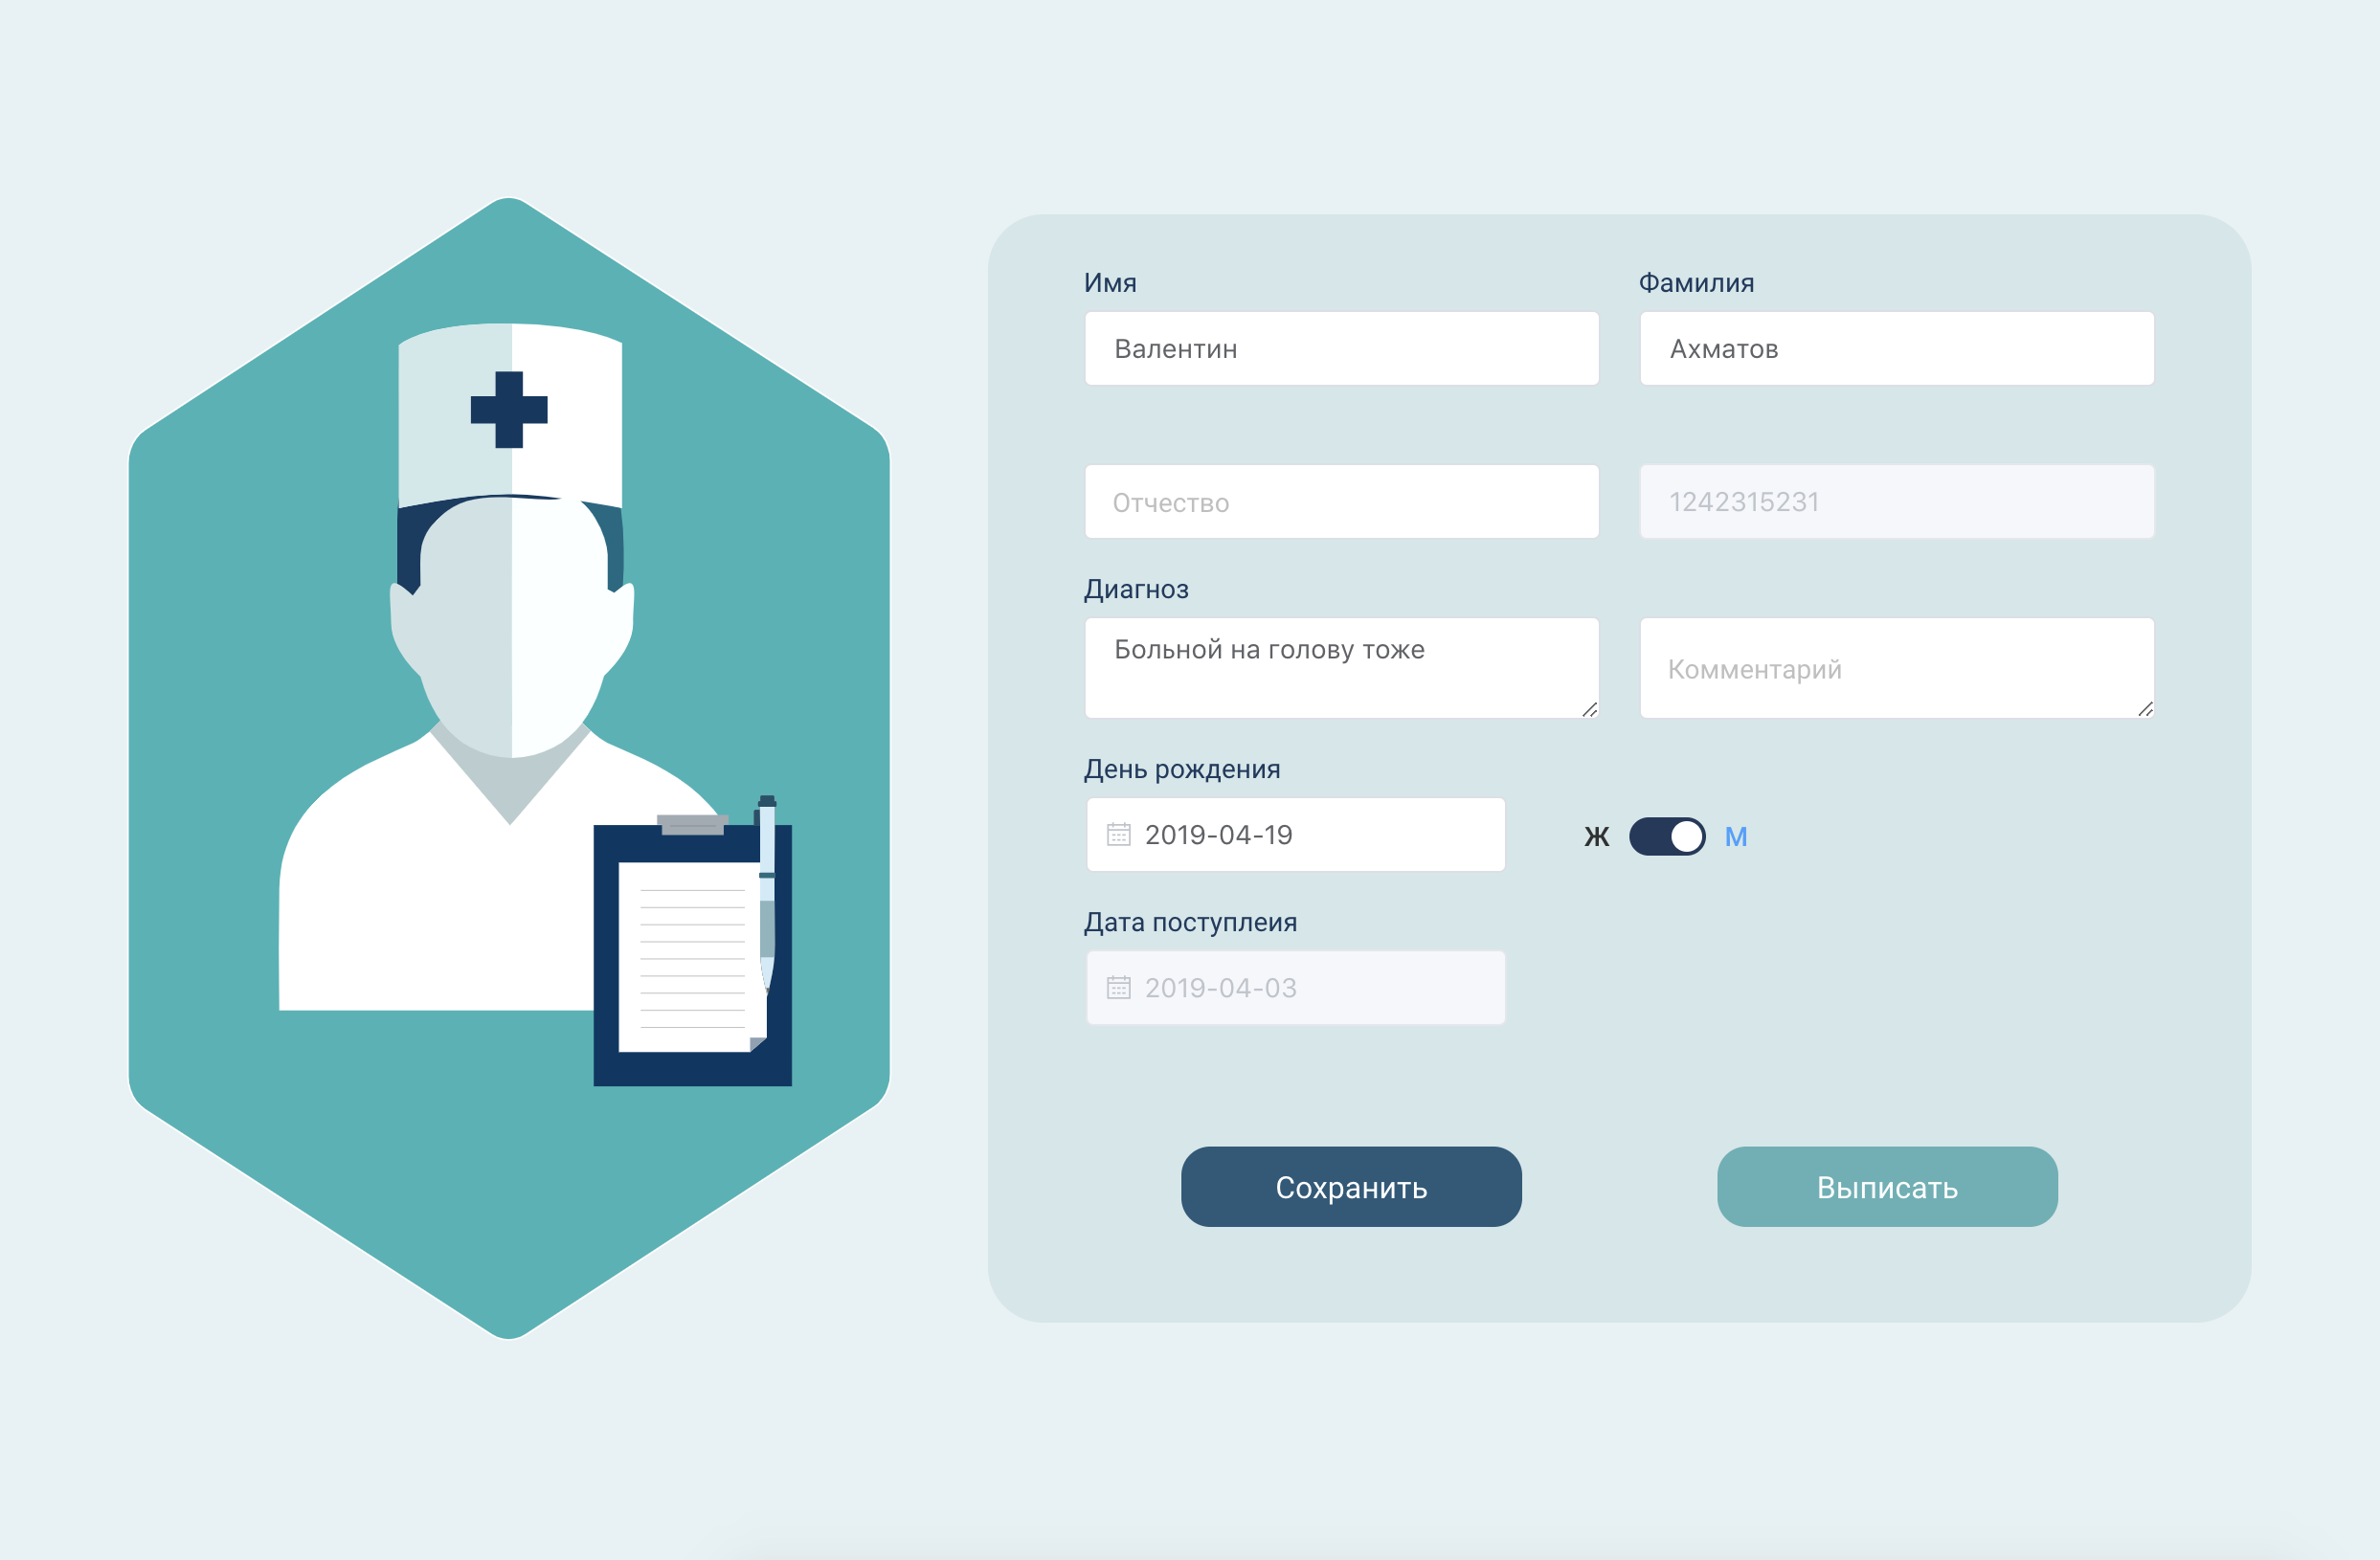 Имя
Фамилия
Валентин
Ахматов
Отчество
1242315231
Диагноз
Больной на голову тоже
Комментарий
День рождения
2019-04-19
Ж
М
Дата поступлеия
2019-04-03
Сохранить
Выписать